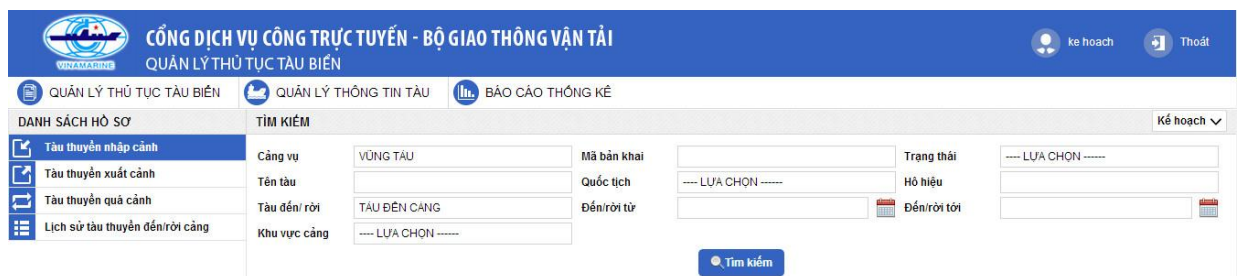 CỔNG DỊCH VỤ CÔNG TRỰC TUYẾN - BỘ GIAO THÔNG VẬN TẢI
VINAMARINE
QUẢN LÝ THỦ TỤC TÀU BIỂN
ke hoach
Thoát
QUẢN LÝ THỦ TỤC TÀU BIỂN QUẢN LÝ THÔNG TIN TÀU BÁO CÁO THỐNG KÊ
DANH SÁCH HỒ SƠ
Tàu thuyền nhập cảnh
Tàu thuyền xuất cảnh
Tàu thuyền quá cảnh
Lịch sử tàu thuyền đến/rời cảng
TÌM KIẾM Kế hoạch
Cảng vụ VŨNG TÀU Mã bản khai Trạng thái ---- LỰA CHỌN ------
Tên tàu Quốc tịch ---- LỰA CHỌN ------ Hô hiệu
Tàu đến/ rời TÀU ĐẾN CẢNG Đến/rời từ Đến/rời tới
Khu vực cảng ---- LỰA CHỌN ------
Tìm kiếm